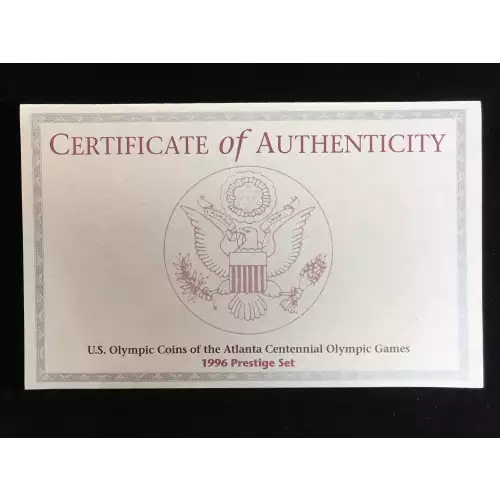 CERTIFICATE of AUTHENTICITY
U.S. Olympic Coins of the Atlanta Centennial Olympic Games
1996 Prestige Set